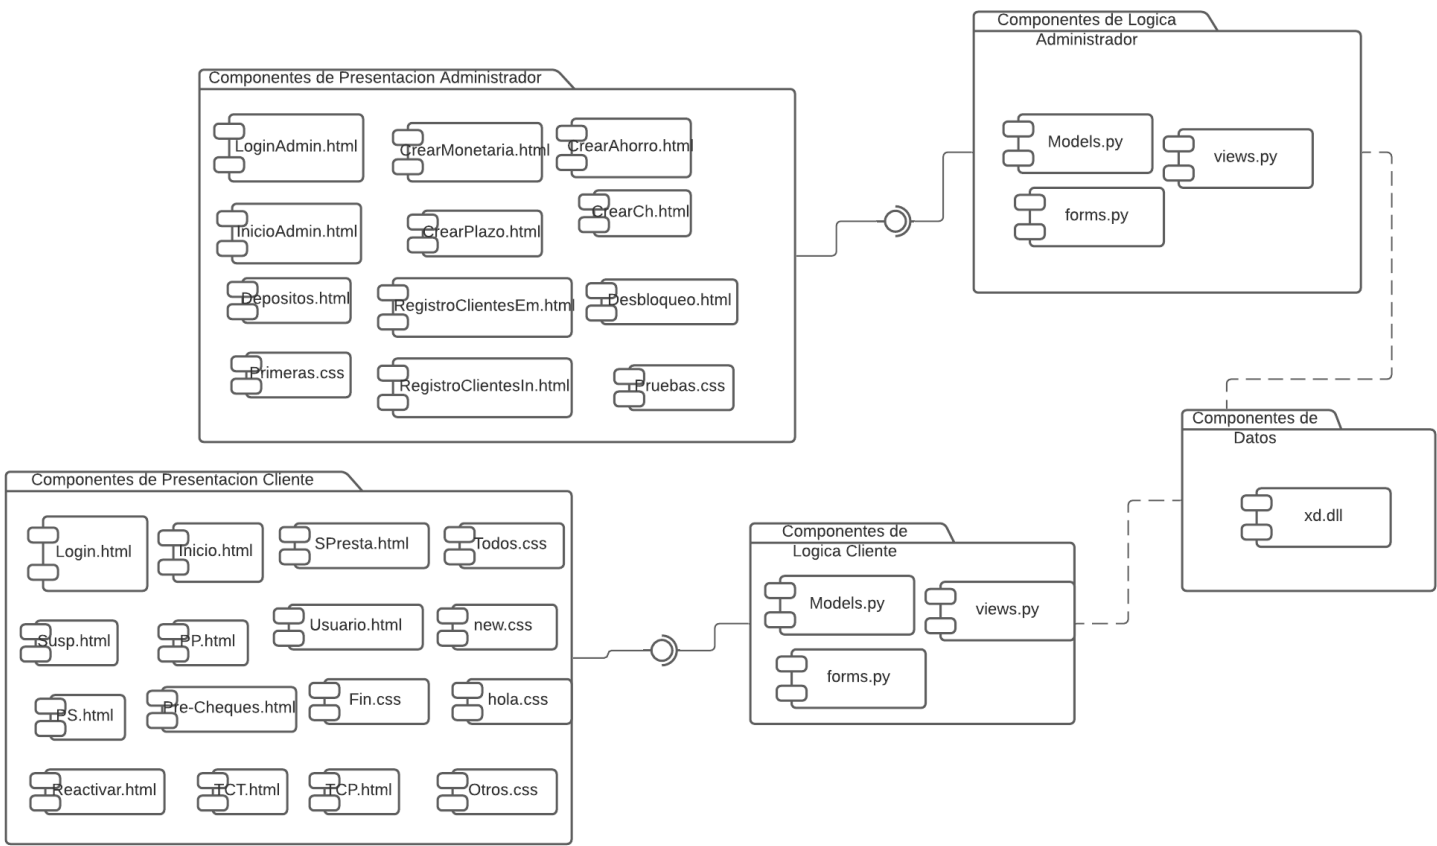 Componentes de Presentacion Administrador
LoginAdmin.html
CrearMonetaria.html
CrearAhorro.html
CrearCh.html
InicioAdmin.html
CrearPlazo.html
Depositos.html
RegistroClientesEm.html
Desbloqueo.html
Primeras.css
RegistroClientesIn.html
Pruebas.css
Componentes de Logica
Administrador
Models.py
views.py
forms.py
Componentes de Presentacion Cliente
Login.html
Inicio.html
SPresta.html
Todos.css
Susp.html
PP.html
Usuario.html
new.css
PS.html
Pre-Cheques.html
Fin.css
hola.css
Reactivar.html
TCT.html
TCP.html
Otros.css
Componentes de
Logica Cliente
Models.py
views.py
forms.py
Componentes de
Datos
xd.dll